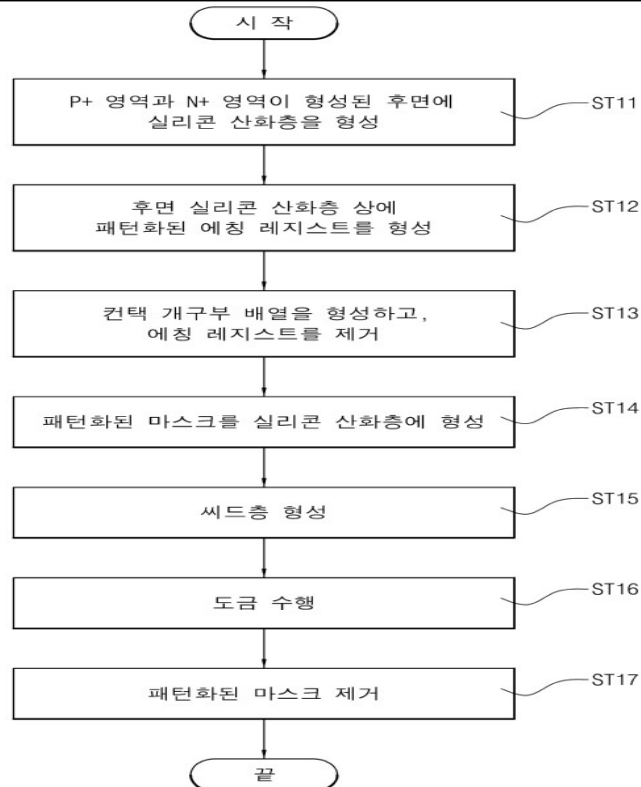 시 작
P+ 영역과 N+ 영역이 형성된 후면에
실리콘 산화층을 형성
ST11
후면 실리콘 산화층 상에
패턴화된 에칭 레지스트를 형성
ST12
컨택 개구부 배열을 형성하고,
에칭 레지스트를 제거
ST13
패턴화된 마스크를 실리콘 산화층에 형성
ST14
씨드층 형성
ST15
도금 수행
ST16
패턴화된 마스크 제거
ST17
끝